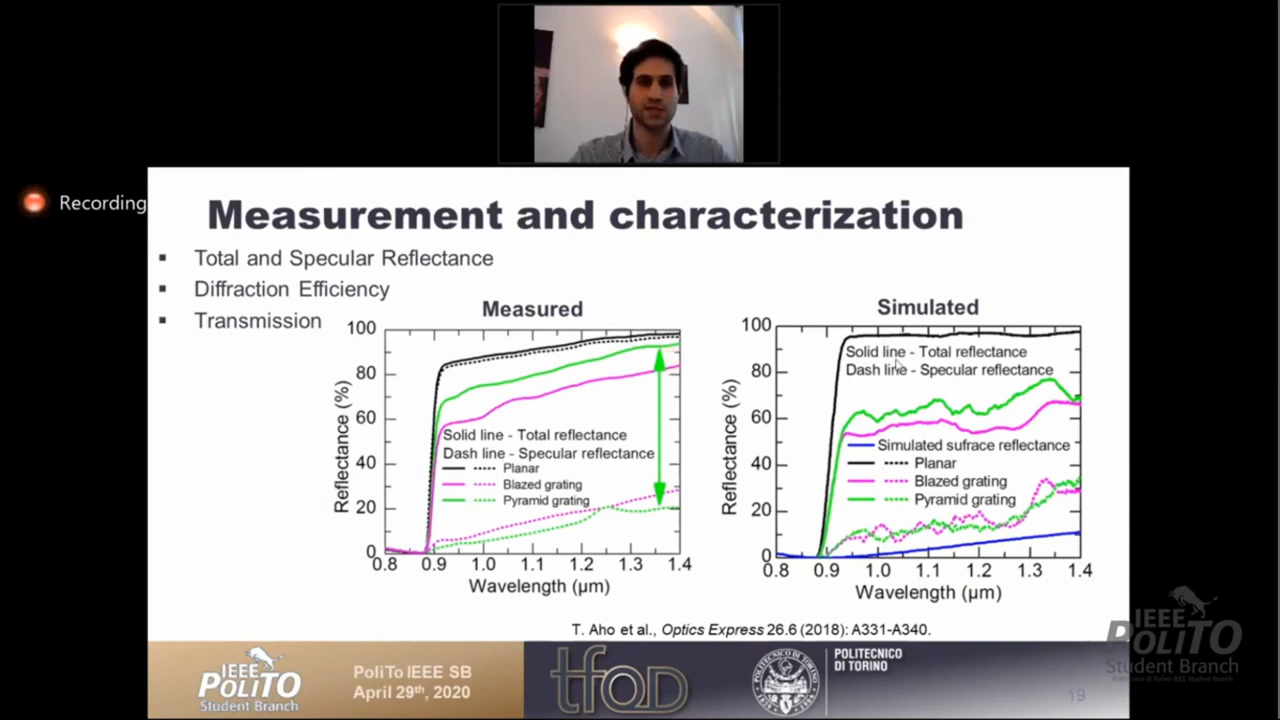 Recording
Measurement and characterization
▪ Total and Specular Reflectance
▪ Diffraction Efficiency
▪ Transmission
Measured
100
80
60
40
20
0
Reflectance (%)
Solid line - Total reflectance
Dash line - Specular reflectance
Planar
Blazed grating
Pyramid grating
0.8 0.9 1.0 1.1 1.2 1.3 1.4
Wavelength (µm)
Simulated
100
80
60
40
20
0
Reflectance (%)
Solid line - Total reflectance
Dash line - Specular reflectance
Simulated sufrace reflectance
Planar
Blazed grating
Pyramid grating
0.8 0.9 1.0 1.1 1.2 1.3 1.4
Wavelength (µm)
T. Aho et al., Optics Express 26.6 (2018): A331-A340.
IEEE
POLITO
Student Branch
PoliTo IEEE SB
April 29th, 2020
tfQD
POLITECNICO DI TORINO
POLITECNICO
DI TORINO
IEEE
POLITO
Student Branch
19